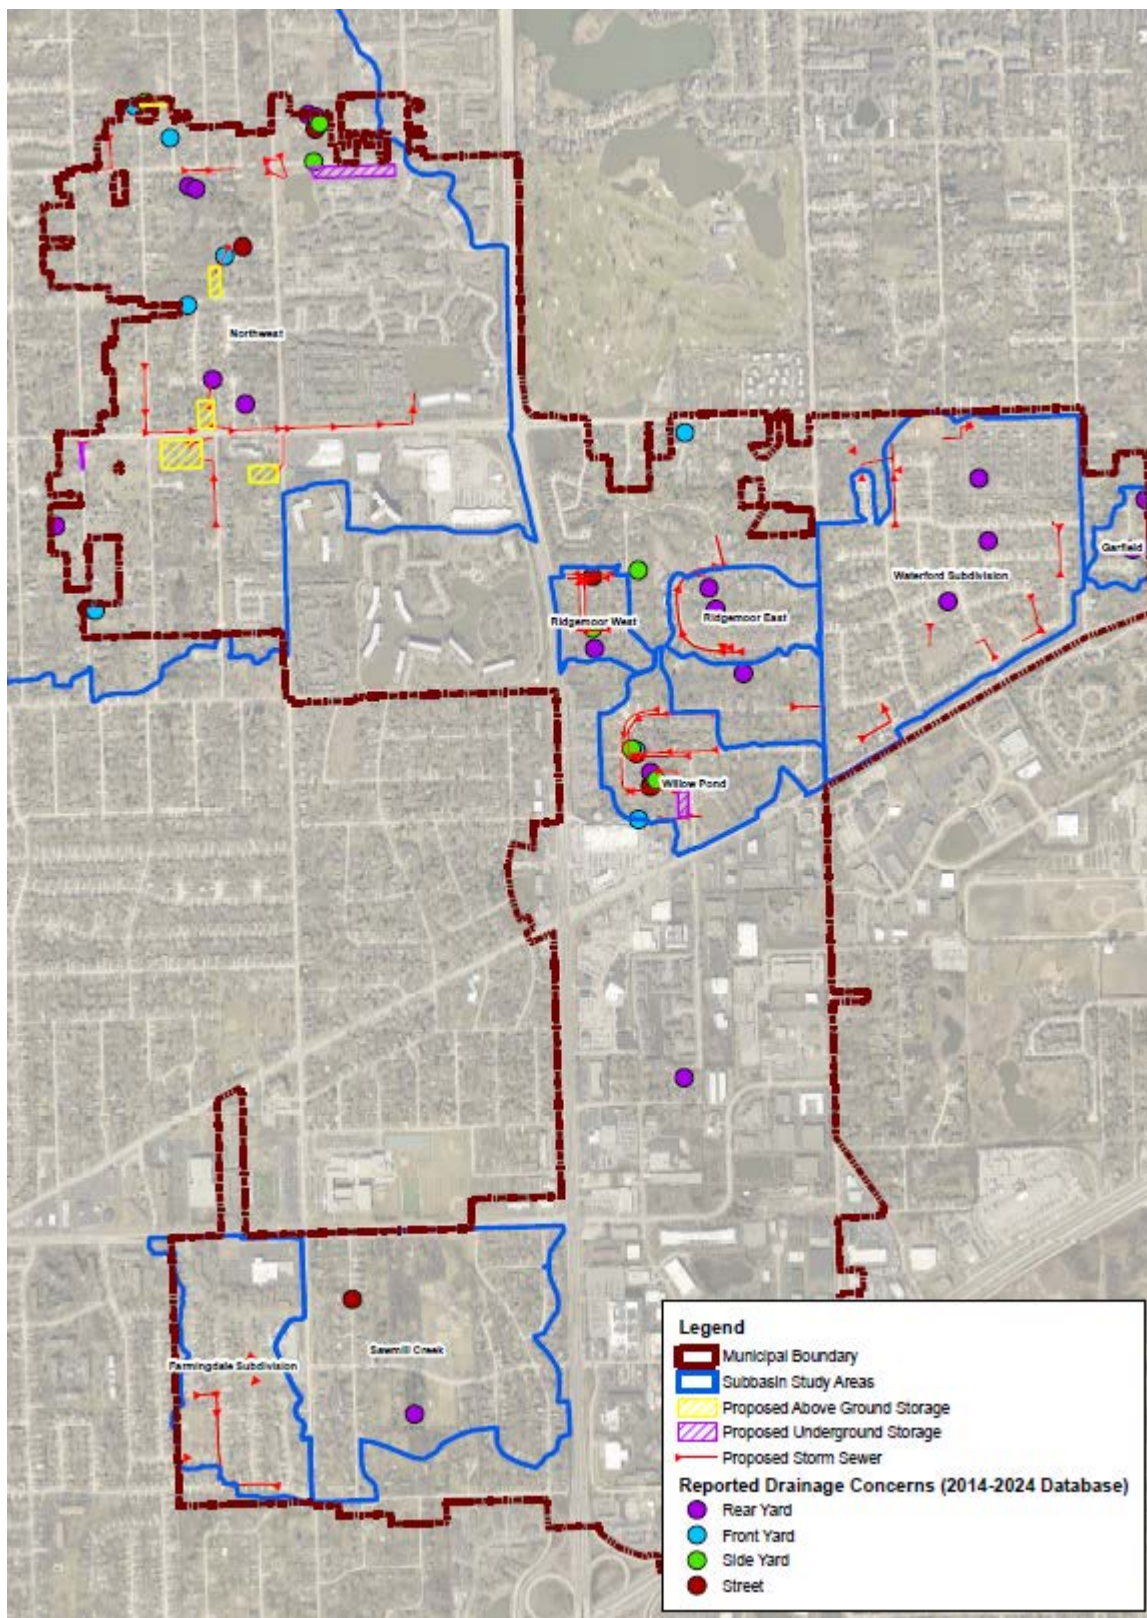 Northwest
Garfield
Waterford Subdivision
Ridgemoor West
Ridgemoor East
Willow Pond
Farmingdale Subdivision
Sawmill Creek
Legend
Municipal Boundary
Subbasin Study Areas
Proposed Above Ground Storage
Proposed Underground Storage
Proposed Storm Sewer
Reported Drainage Concerns (2014-2024 Database)
Rear Yard
Front Yard
Side Yard
Street